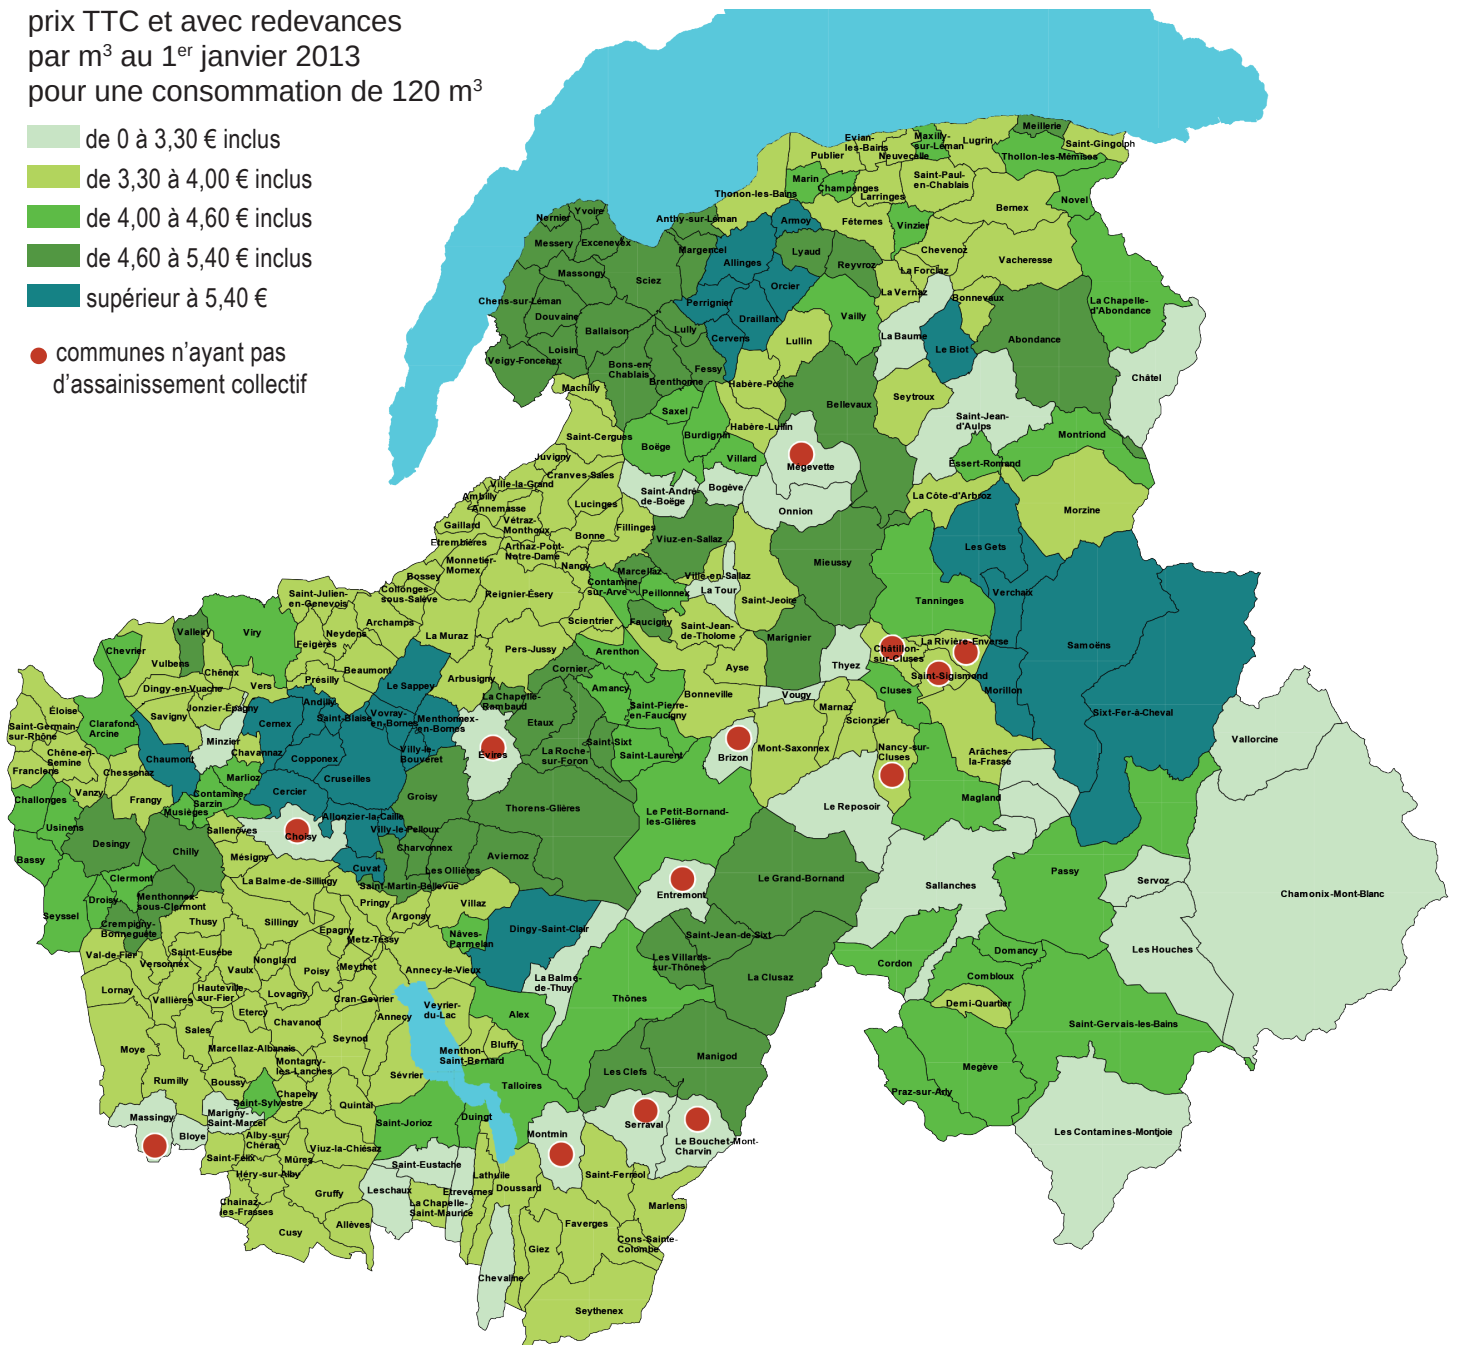 prix TTC et avec redevances
par m³ au 1er janvier 2013
pour une consommation de 120 m³
de 0 à 3,30 € inclus
de 3,30 à 4,00 € inclus
de 4,00 à 4,60 € inclus
de 4,60 à 5,40 € inclus
supérieur à 5,40 €
communes n'ayant pas
d'assainissement collectif
Meillerie
Evian-
les-Bains
Maxilly-
sur-Léman
Lugrin
Saint-Gingolph
Publier
Neuvecelle
Thollon-les-Mémises
Marin
Champanges
Larringes
Saint-Paul-
en-Chablais
Thonon-les-Bains
Bernex
Novel
Nernier
Yvoire
Anthy-sur-Léman
Armoy
Féternes
Vinzier
Messery
Excenevex
Margencel
Allinges
Lyaud
Reyvroz
Chevenoz
Vacheresse
La Forclaz
Massongy
Sciez
Orcier
La Vernaz
Bonnevaux
La Chapelle-
d'Abondance
Chens-sur-Léman
Douvaine
Perrignier
Draillant
Vailly
Ballaison
Lully
Cervens
Lullin
La Baume
Le Biot
Abondance
Loisin
Veigy-Foncenex
Bons-en-
Chablais
Fessy
Brenthonne
Habère-Poche
Châtel
Machilly
Bellevaux
Seytroux
Saxel
Saint-Jean-
d'Aulps
Saint-Cergues
Burdignin
Habère-Lullin
Montriond
Boëge
Villard
Juvigny
Mégevette
Essert-Romand
Cranves-Sales
Ville-la-Grand
Saint-André-
de-Boëge
Bogève
Ambilly
La Côte-d'Arbroz
Annemasse
Lucinges
Onnion
Morzine
Gaillard
Vétraz-
Monthoux
Fillinges
Bonne
Viuz-en-Sallaz
Etrembières
Arthaz-Pont-
Notre-Dame
Les Gets
Monnetier-
Mornex
Nangy
Marcellaz
Mieussy
Bossey
Contamine-
sur-Arve
Ville-en-Sallaz
Peillonnex
La Tour
Collonges-
sous-Salève
Reignier-Ésery
Saint-Jeoire
Verchaix
Saint-Julien-
en-Genevois
Tanninges
Archamps
Scientrier
Faucigny
Saint-Jean-
de-Tholome
Valleiry
Viry
Neydens
Feigères
La Muraz
Marignier
La Rivière-Enverse
Samoëns
Chevrier
Pers-Jussy
Arenthon
Châtillon-
sur-Cluses
Vulbens
Chênex
Beaumont
Cornier
Ayse
Thyez
Saint-Sigismond
Présilly
Arbusigny
Amancy
Dingy-en-Vuache
Vers
Le Sappey
Bonneville
Vougy
Cluses
Morillon
Jonzier-Épagny
Andilly
La Chapelle-
Rambaud
Saint-Pierre-
en-Faucigny
Marnaz
Sixt-Fer-à-Cheval
Éloise
Savigny
Saint-Blaise
Vovray-
en-Bornes
Menthonnex-
en-Bornes
Etaux
Scionzier
Saint-Germain-
sur-Rhône
Clarafond-
Arcine
Cernex
Minzier
Chavannaz
Villy-le-
Bouveret
Evires
La Roche-
sur-Foron
Saint-Sixt
Saint-Laurent
Mont-Saxonnex
Nancy-sur-
Cluses
Arâches-
la-Frasse
Vallorcine
Chêne-en-
Semine
Chaumont
Copponex
Brizon
Franclens
Chessenaz
Marlioz
Cruseilles
Vanzy
Contamine-
Sarzin
Cercier
Groisy
Magland
Challonges
Frangy
Musièges
Thorens-Glières
Le Reposoir
Le Petit-Bornand-
les-Glières
Usinens
Sallenôves
Allonzier-la-Caille
Choisy
Villy-le-Pelloux
Desingy
Chilly
Charvonnex
Bassy
Mésigny
Aviernoz
Cuvat
Les Ollières
Passy
Clermont
La Balme-de-Sillingy
Saint-Martin-Bellevue
Le Grand-Bornand
Sallanches
Servoz
Chamonix-Mont-Blanc
Droisy
Menthonnex-
sous-Clermont
Pringy
Villaz
Entremont
Seyssel
Crempigny-
Bonneguête
Thusy
Sillingy
Argonay
Epagny
Dingy-Saint-Clair
Saint-Jean-de-Sixt
Val-de-Fier
Saint-Eusèbe
Metz-Tessy
Nâves-
Parmelan
Les Houches
Versonnex
Nonglard
Meythet
Les Villards-
sur-Thônes
Domancy
Vaulx
Poisy
Annecy-le-Vieux
Cordon
La Clusaz
Combloux
Lornay
Vallières
Hauteville-
sur-Fier
Lovagny
Cran-Gevrier
La Balme-
de-Thuy
Thônes
Demi-Quartier
Etercy
Chavanod
Annecy
Veyrier-
du-Lac
Alex
Saint-Gervais-les-Bains
Sales
Seynod
Bluffy
Moye
Marcellaz-Albanais
Menthon-
Saint-Bernard
Manigod
Montagny-
les-Lanches
Rumilly
Boussy
Sévrier
Les Clefs
Megève
Chapeiry
Talloires
Saint-Sylvestre
Praz-sur-Arly
Quintal
Massingy
Marigny-
Saint-Marcel
Saint-Jorioz
Duingt
Serraval
Bloye
Alby-sur-
Chéran
Montmin
Le Bouchet-Mont-
Charvin
Les Contamines-Montjoie
Saint-Félix
Mûres
Viuz-la-Chiésaz
Saint-Eustache
Héry-sur-Alby
Lathuile
Saint-Ferréol
Gruffy
Leschaux
Etrevernes
Doussard
Chainaz-
les-Frasses
La Chapelle-
Saint-Maurice
Marlens
Allèves
Faverges
Cusy
Giez
Cons-Sainte-
Colombe
Chevaline
Seythenex